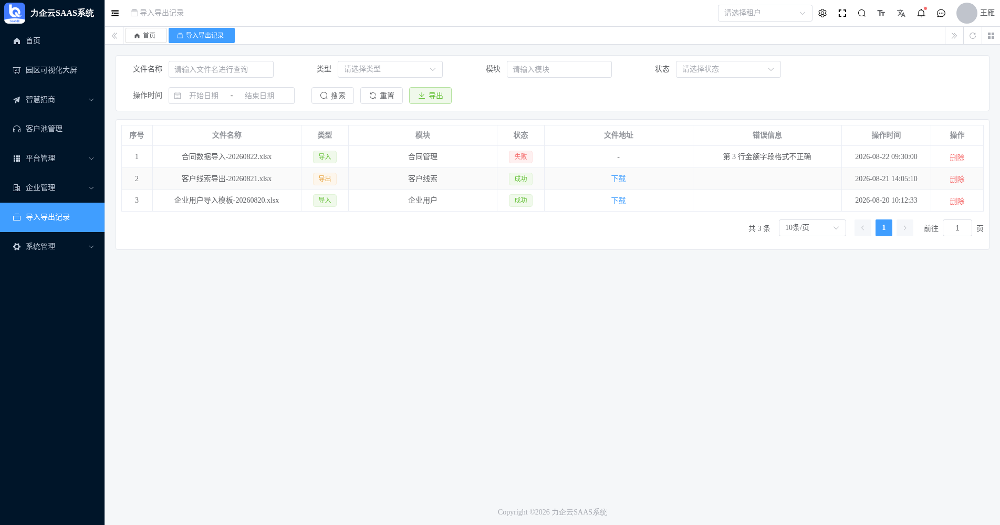 力企云SAAS系统
首页
园区可视化大屏
智慧招商
客户池管理
平台管理
企业管理
导入导出记录
系统管理
导入导出记录
请选择租户
王雁
首页
导入导出记录
文件名称 请输入文件名进行查询 类型 请选择类型 模块 请输入模块 状态 请选择状态
操作时间 开始日期 - 结束日期 搜索 重置 导出
序号 文件名称 类型 模块 状态 文件地址 错误信息 操作时间 操作
1 合同数据导入-20260822.xlsx 导入 合同管理 失败 - 第 3 行金额字段格式不正确 2026-08-22 09:30:00 删除
2 客户线索导出-20260821.xlsx 导出 客户线索 成功 下载 2026-08-21 14:05:10 删除
3 企业用户导入模板-20260820.xlsx 导入 企业用户 成功 下载 2026-08-20 10:12:33 删除
共 3 条 10条/页 1 前往 1 页
Copyright ©2026 力企云SAAS系统